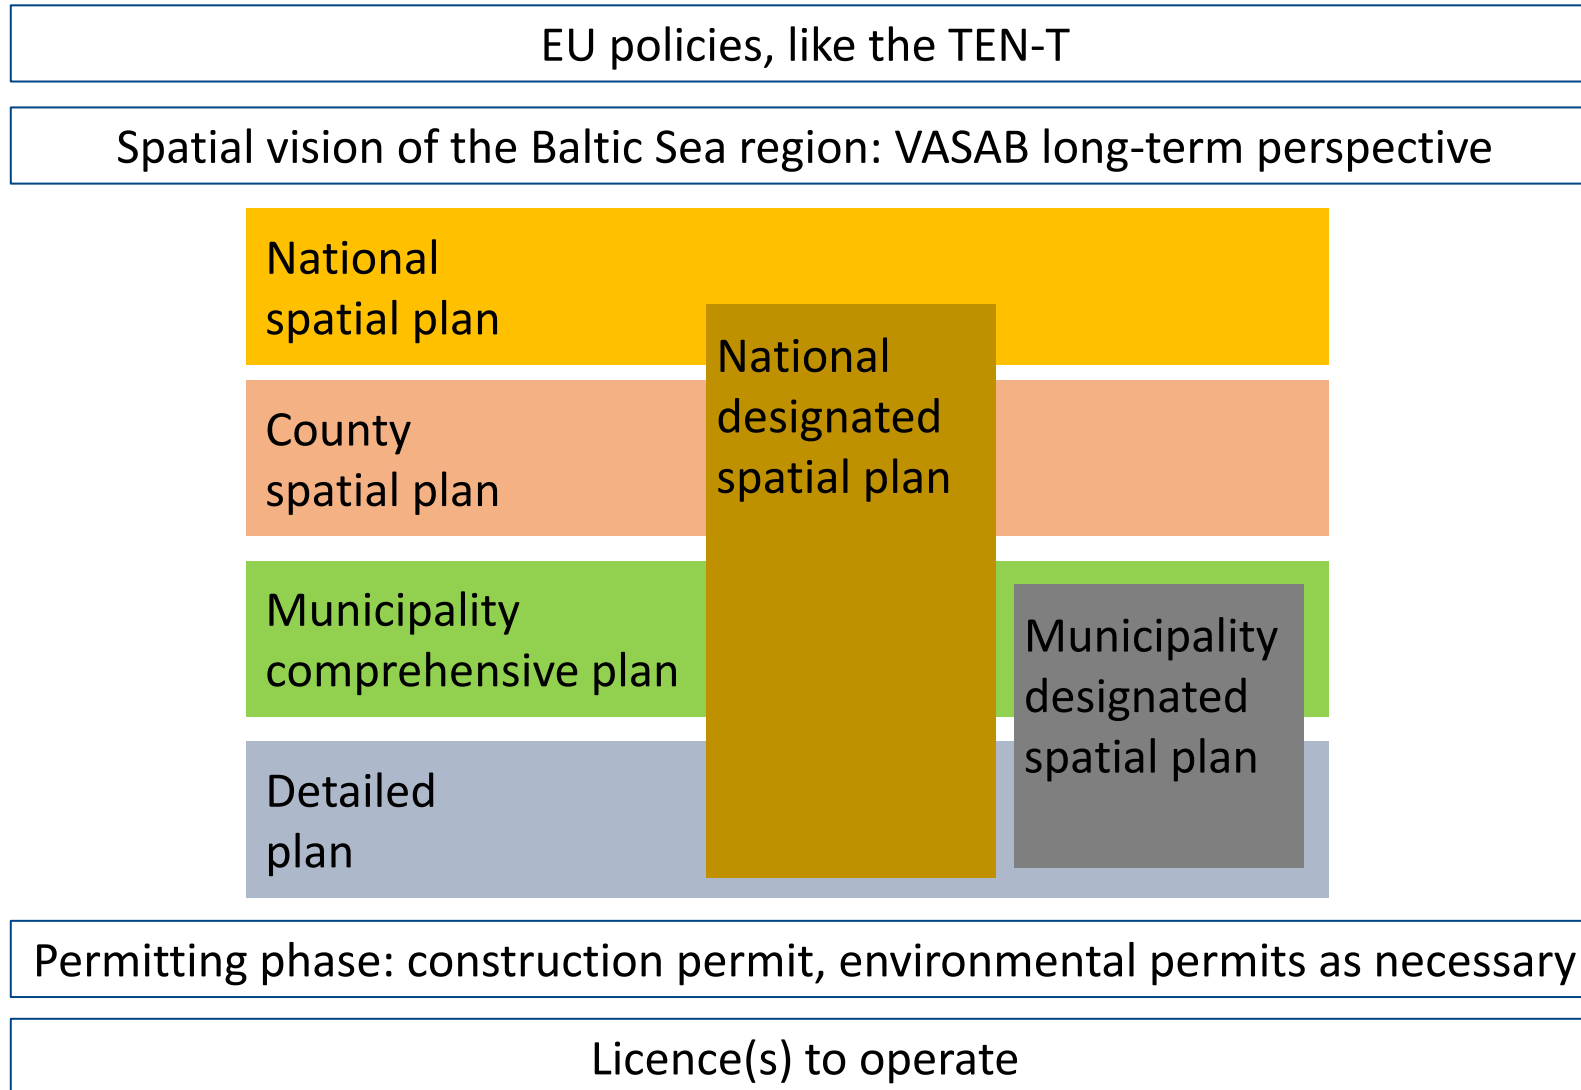 EU policies, like the TEN-T
Spatial vision of the Baltic Sea region: VASAB long-term perspective
National
spatial plan
National
designated
spatial plan
County
spatial plan
Municipality
comprehensive plan
Municipality
designated
spatial plan
Detailed
plan
Permitting phase: construction permit, environmental permits as necessary
Licence(s) to operate